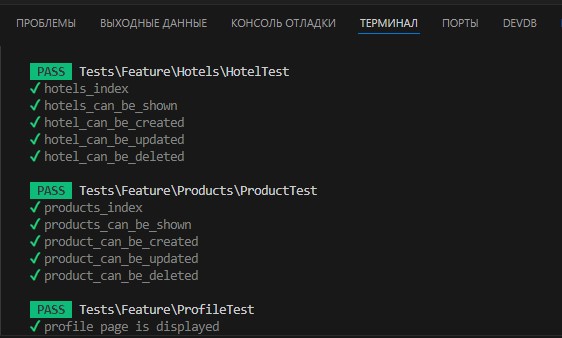 ПРОБЛЕМЫ ВЫХОДНЫЕ ДАННЫЕ КОНСОЛЬ ОТЛАДКИ ТЕРМИНАЛ ПОРТЫ DEVDB
PASS Tests\Feature\Hotels\HotelTest
✓ hotels_index
✓ hotels_can_be_shown
✓ hotel_can_be_created
✓ hotel_can_be_updated
✓ hotel_can_be_deleted
PASS Tests\Feature\Products\ProductTest
✓ products_index
✓ products_can_be_shown
✓ product_can_be_created
✓ product_can_be_updated
✓ product_can_be_deleted
PASS Tests\Feature\ProfileTest
✓ profile page is displayed